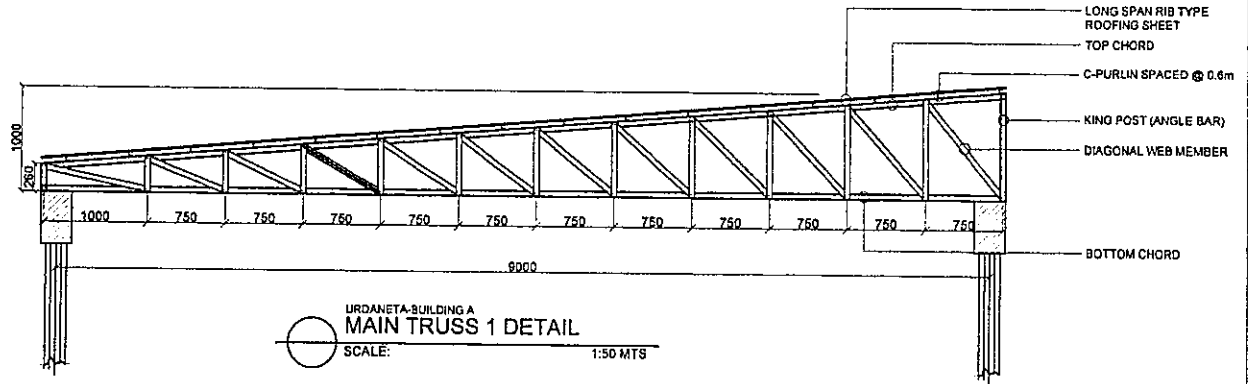 LONG SPAN RIB TYPE
ROOFING SHEET
TOP CHORD
C-PURLIN SPACED @ 0.6m
KING POST (ANGLE BAR)
DIAGONAL WEB MEMBER
1000
260
1000 750 750 750 750 750 750 750 750 750 750 750
BOTTOM CHORD
9000
URDANETA-BUILDING A
MAIN TRUSS 1 DETAIL
SCALE: 1:50 MTS